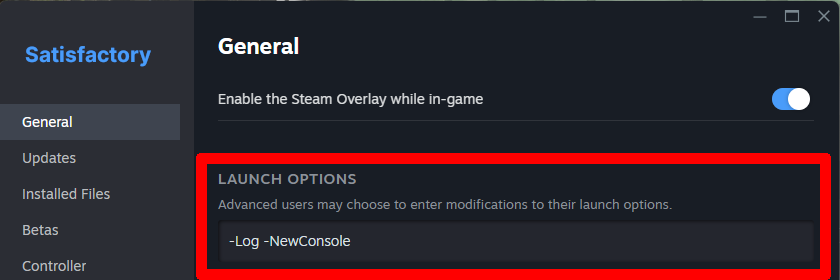 Satisfactory
General
Updates
Installed Files
Betas
Controller
General
Enable the Steam Overlay while in-game
LAUNCH OPTIONS
Advanced users may choose to enter modifications to their launch options.
-Log -NewConsole